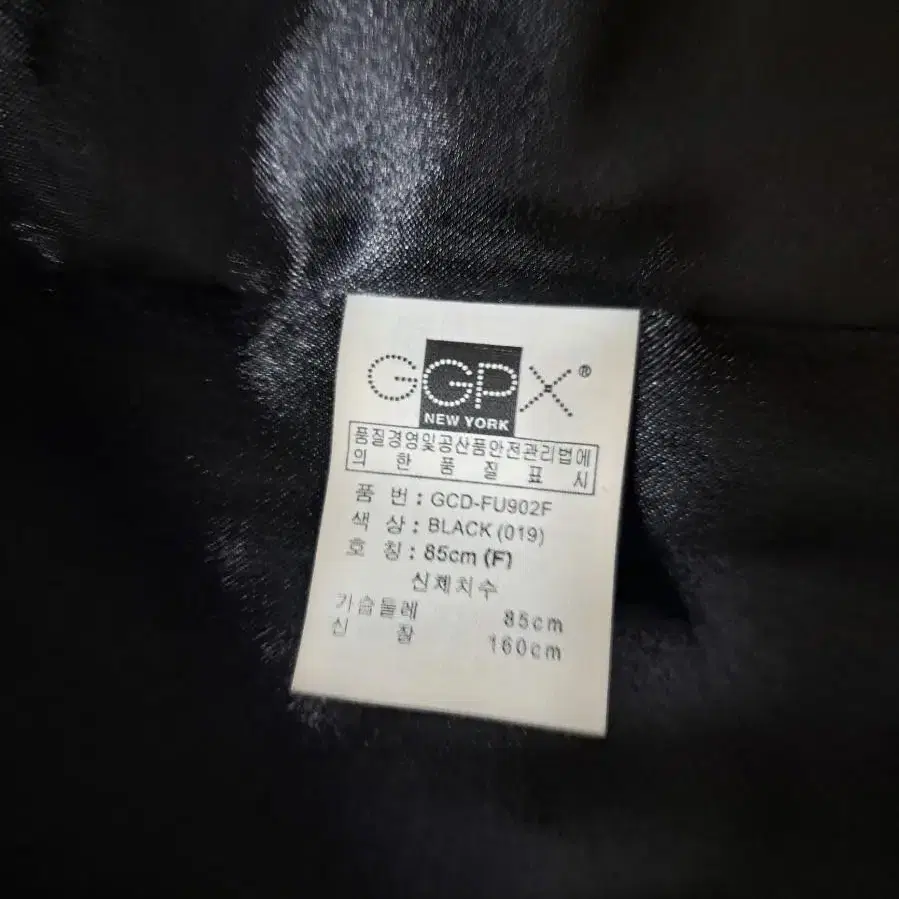 GGPX®
NEW YORK
품질경영및공산품안전관리법에
의 한 품 질 표 시
품 번 : GCD-FU902F
색 상 : BLACK (019)
호 칭 : 85cm (F)
신체치수
가슴둘레 85cm
신 장 160cm